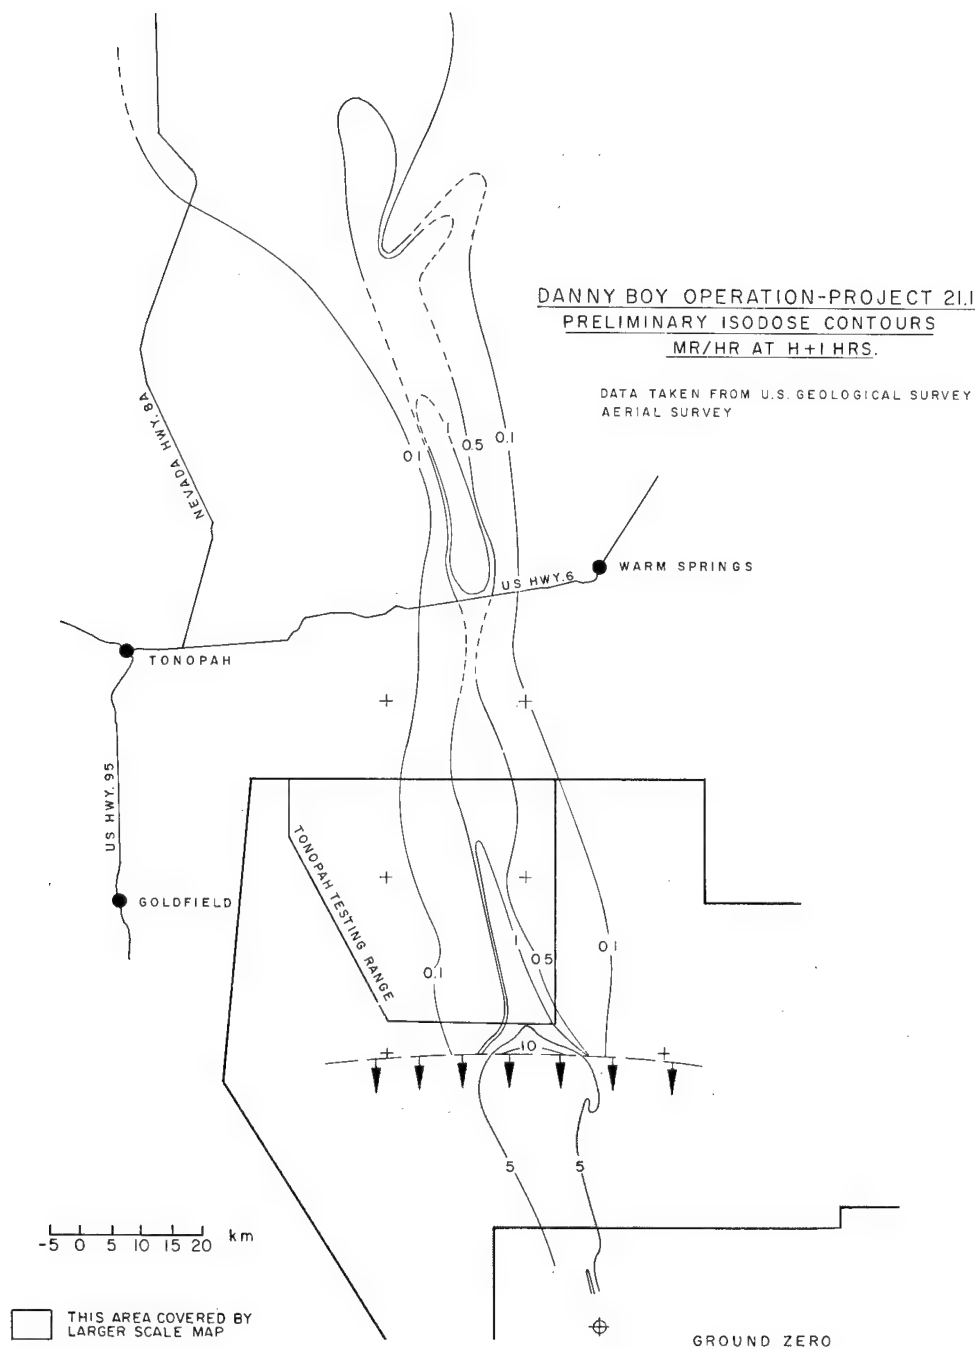 DANNY BOY OPERATION-PROJECT 21.1
PRELIMINARY ISODOSE CONTOURS
MR/HR AT H+1 HRS.
DATA TAKEN FROM U.S. GEOLOGICAL SURVEY
AERIAL SURVEY
NEVADA HWY. 8A
0.1
0.5
0.1
US HWY. 6
WARM SPRINGS
TONOPAH
US HWY. 95
TONOPAH TESTING RANGE
GOLDFIELD
0.1
1
0.5
0.1
10
5
5
-5 0 5 10 15 20 km
THIS AREA COVERED BY
LARGER SCALE MAP
GROUND ZERO